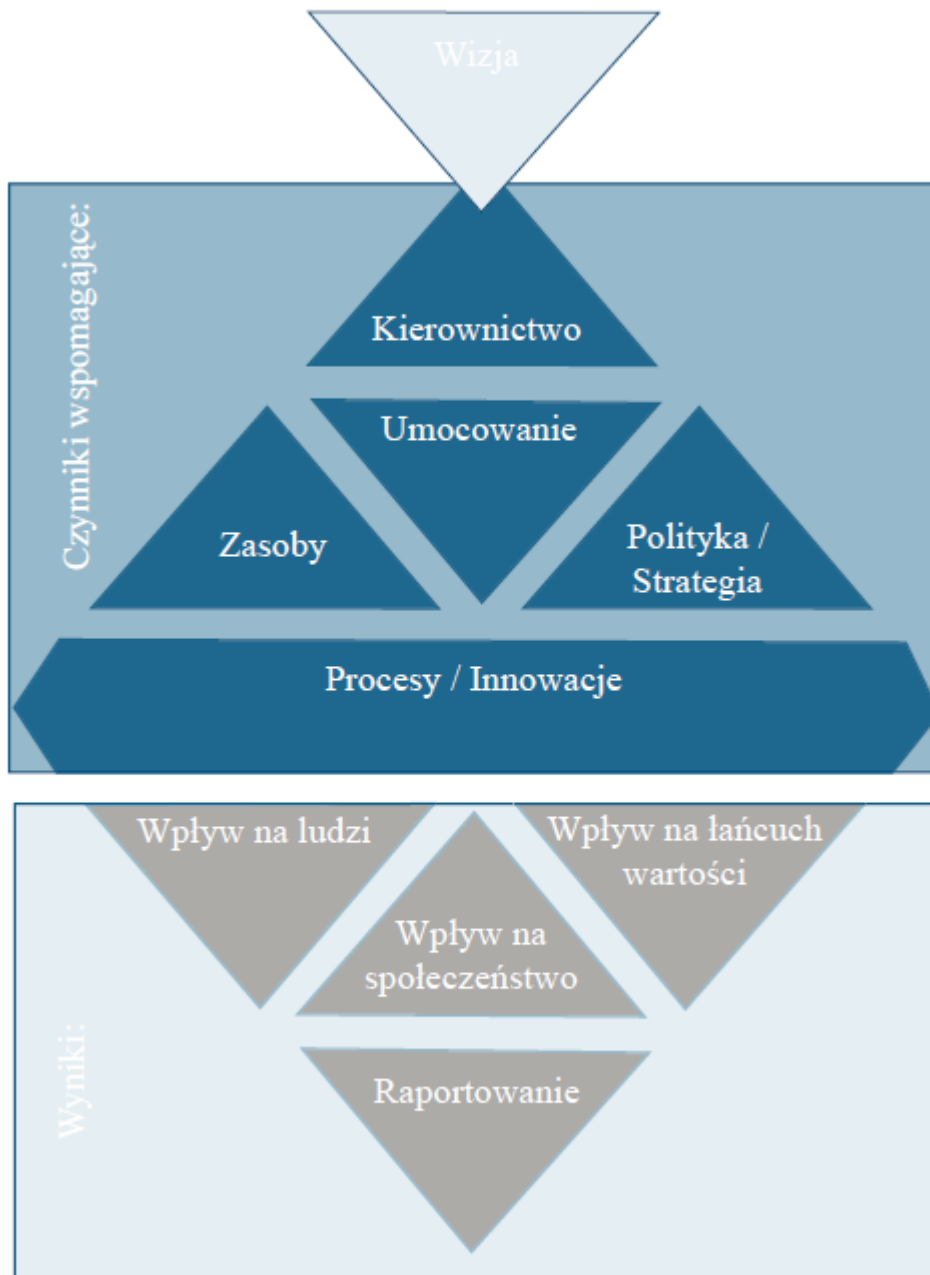 Wizja
Czynniki wspomagające:
Kierownictwo
Umocowanie
Zasoby
Polityka /
Strategia
Procesy / Innowacje
Wpływ na ludzi
Wpływ na łańcuch
wartości
Wpływ na
społeczeństwo
Wyniki:
Raportowanie